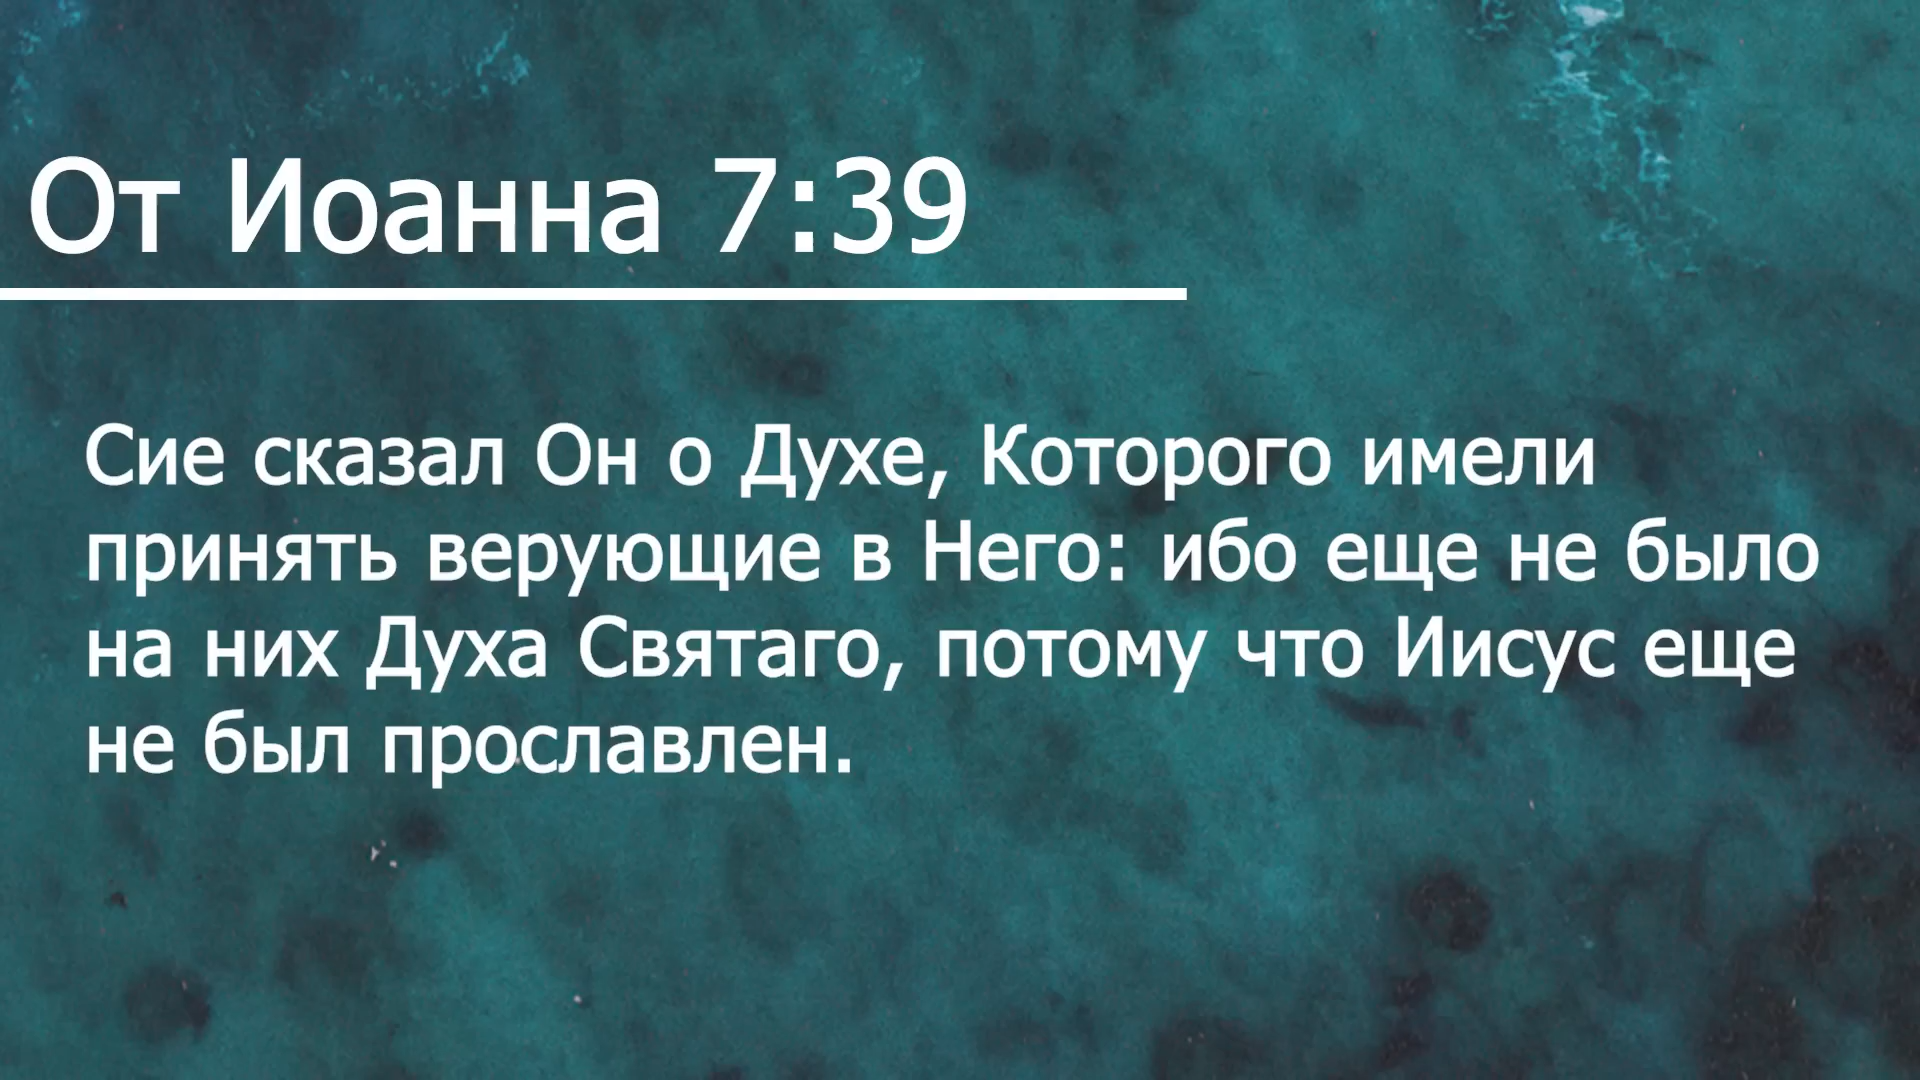 От Иоанна 7:39
Сие сказал Он о Духе, Которого имели
принять верующие в Него: ибо еще не было
на них Духа Святаго, потому что Иисус еще
не был прославлен.